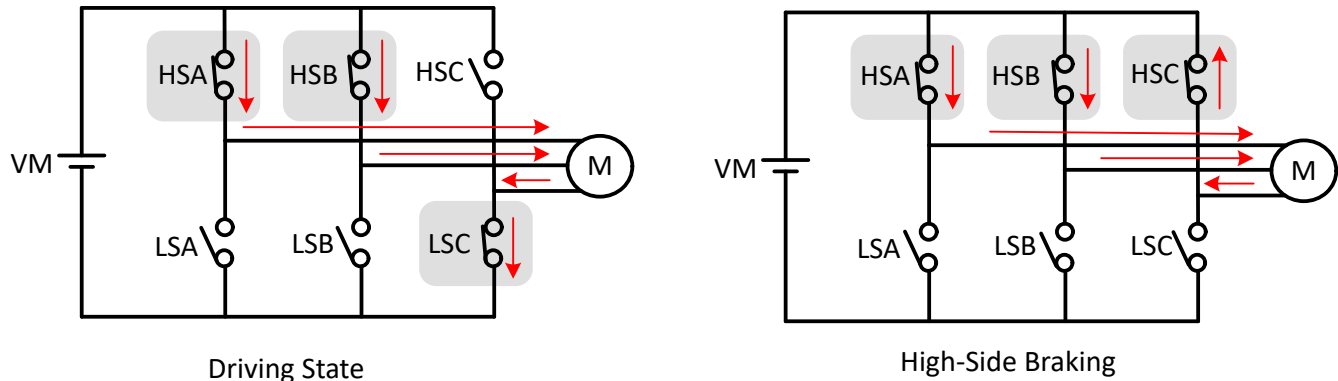 HSA
HSB
HSC
VM
M
LSA
LSB
LSC
Driving State
HSA
HSB
HSC
VM
M
LSA
LSB
LSC
High-Side Braking